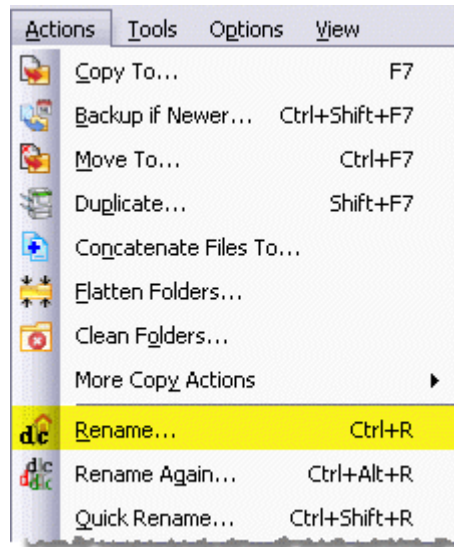 Actions Tools Options View
Copy To... F7
Backup if Newer... Ctrl+Shift+F7
Move To... Ctrl+F7
Duplicate... Shift+F7
Concatenate Files To...
Flatten Folders...
Clean Folders...
More Copy Actions
Rename... Ctrl+R
Rename Again... Ctrl+Alt+R
Quick Rename... Ctrl+Shift+R